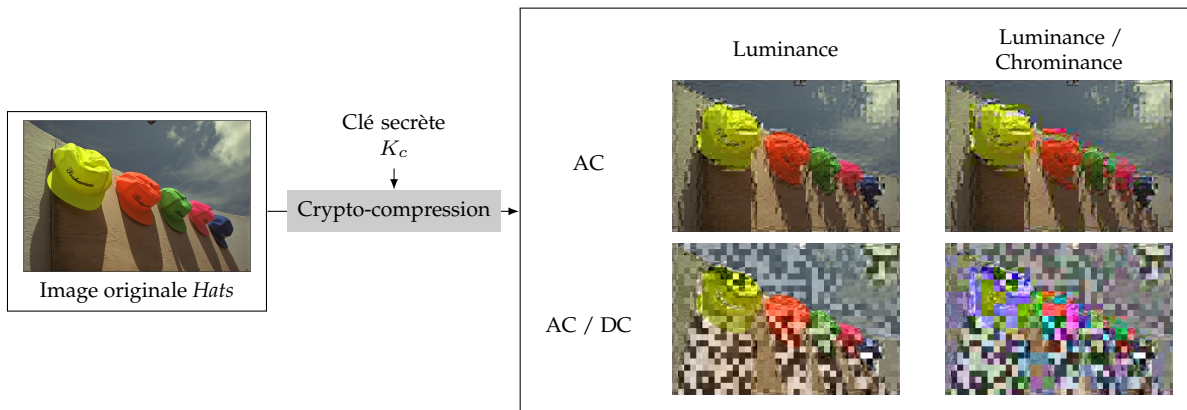 Luminance
Luminance /
Chrominance
Clé secrète
K_c
AC
Crypto-compression
Image originale Hats
AC / DC